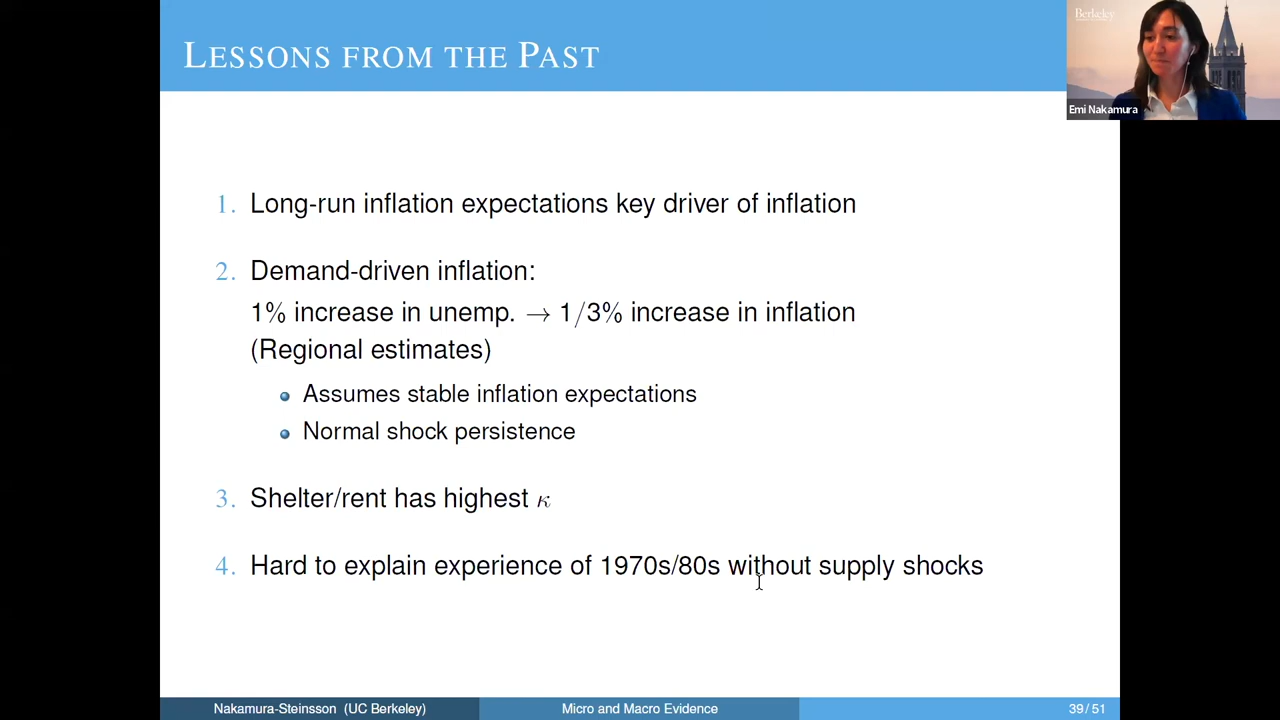 LESSONS FROM THE PAST
Berkeley
Emi Nakamura
1. Long-run inflation expectations key driver of inflation
2. Demand-driven inflation:
1% increase in unemp. → 1/3% increase in inflation
(Regional estimates)
Assumes stable inflation expectations
Normal shock persistence
3. Shelter/rent has highest κ
4. Hard to explain experience of 1970s/80s without supply shocks
Nakamura-Steinsson (UC Berkeley) Micro and Macro Evidence 39 / 51